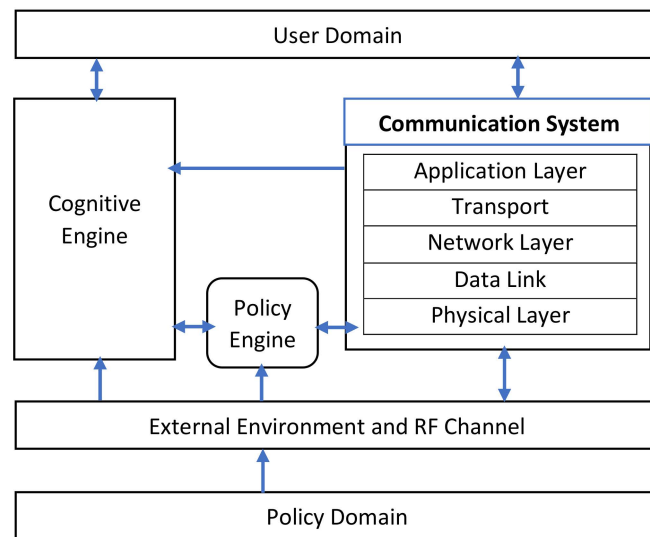 User Domain
Communication System
Cognitive
Engine
Application Layer
Transport
Network Layer
Data Link
Physical Layer
Policy
Engine
External Environment and RF Channel
Policy Domain